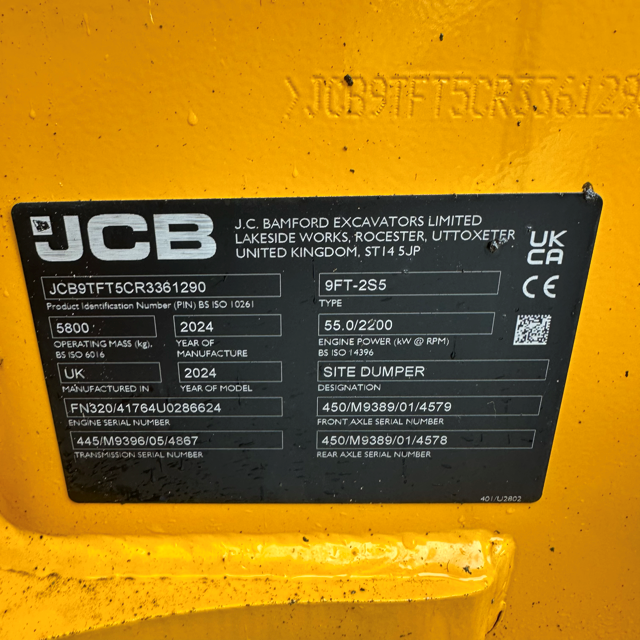 >JCB9TFT5CR3361290
JCB
J.C. BAMFORD EXCAVATORS LIMITED
LAKESIDE WORKS, ROCESTER, UTTOXETER
UNITED KINGDOM, ST14 5JP
UK
CA
CE
JCB9TFT5CR3361290
Product Identification Number (PIN) BS ISO 10261
9FT-2S5
TYPE
5800
OPERATING MASS (kg),
BS ISO 6016
2024
YEAR OF
MANUFACTURE
55.0/2200
ENGINE POWER (kW @ RPM)
BS ISO 14396
UK
MANUFACTURED IN
2024
YEAR OF MODEL
SITE DUMPER
DESIGNATION
FN320/41764U0286624
ENGINE SERIAL NUMBER
450/M9389/01/4579
FRONT AXLE SERIAL NUMBER
445/M9396/05/4867
TRANSMISSION SERIAL NUMBER
450/M9389/01/4578
REAR AXLE SERIAL NUMBER
401/U2802